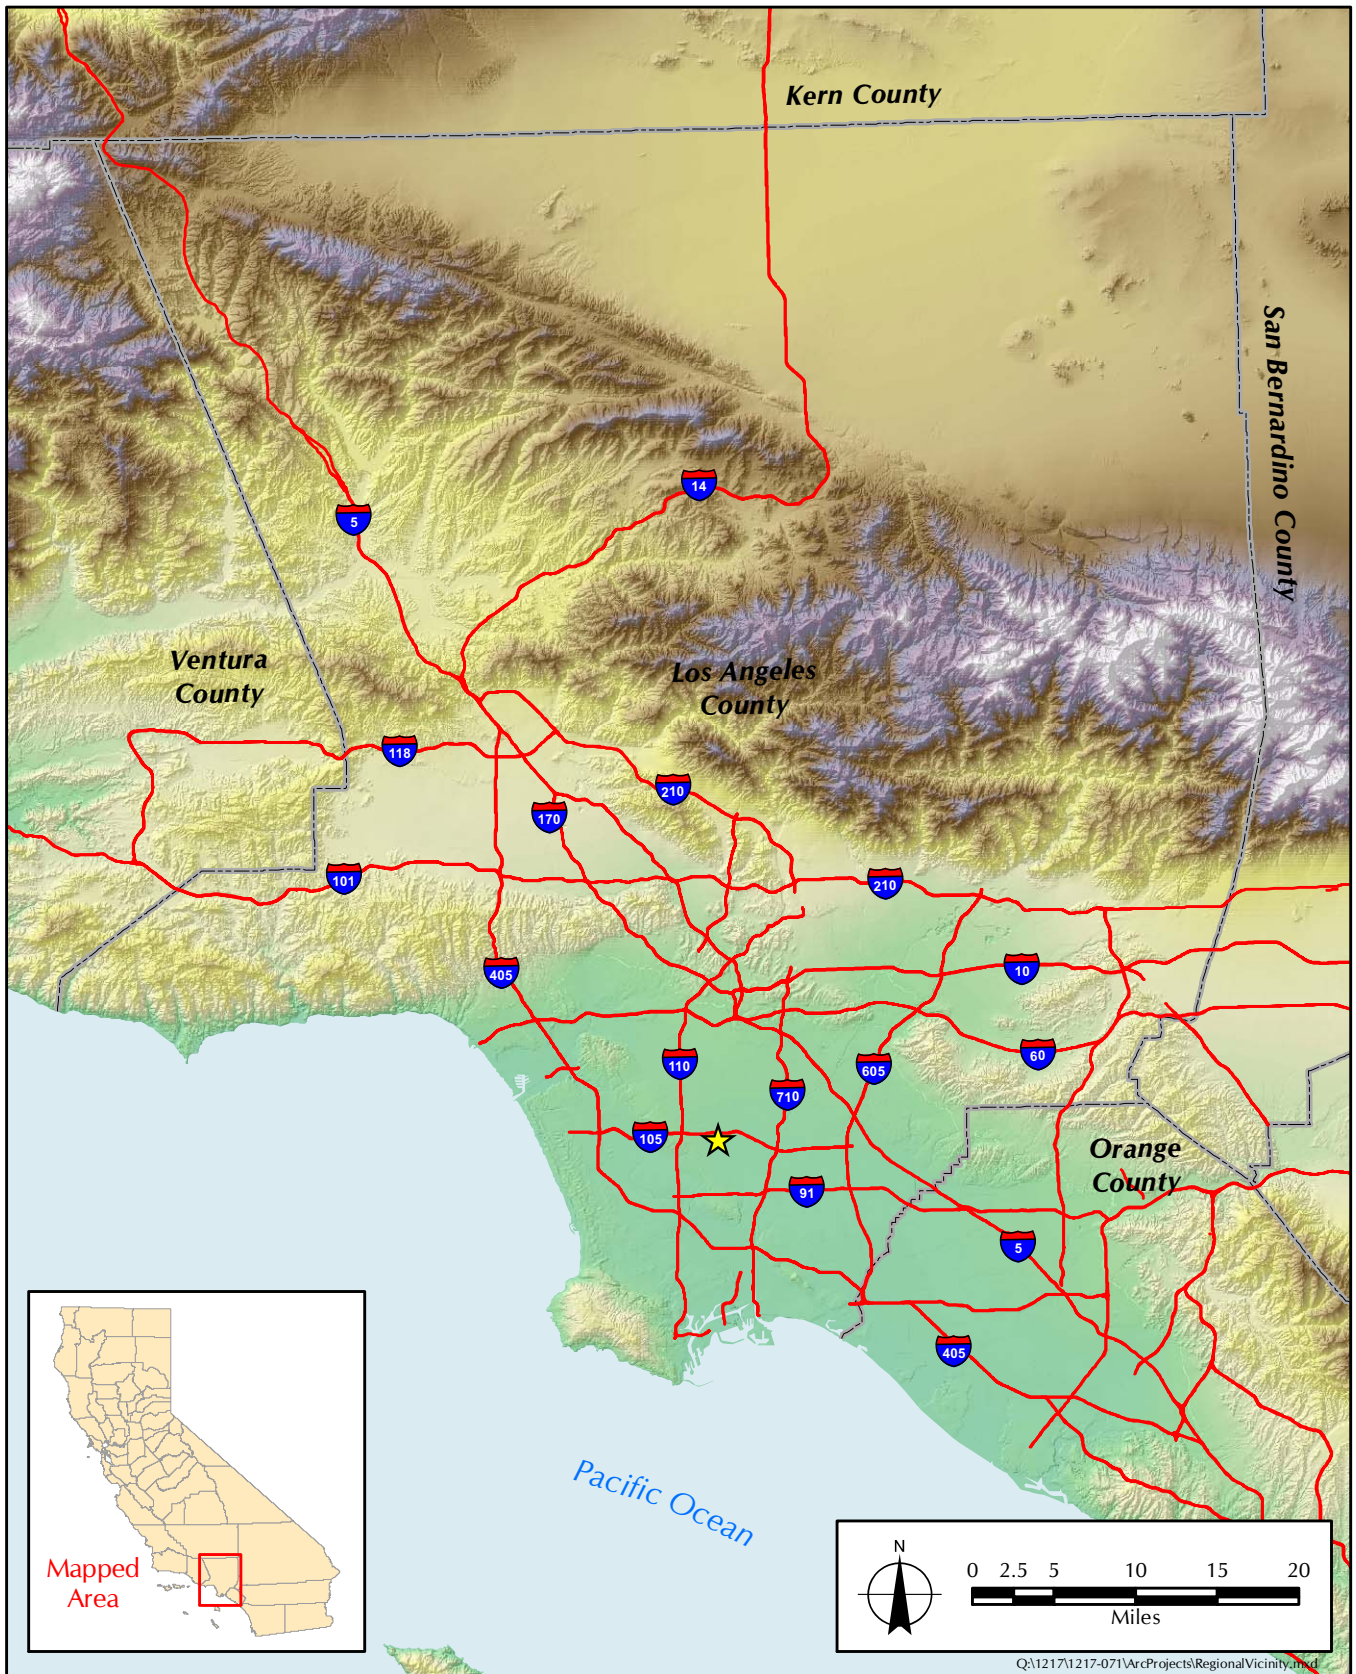 Kern County
San Bernardino County
14
5
Ventura
County
Los Angeles
County
118
210
170
101
210
405
10
60
110
605
710
105
Orange
County
91
5
405
Pacific Ocean
Mapped
Area
N
0 2.5 5 10 15 20
Miles
Q:\1217\1217-071\ArcProjects\RegionalVicinity.mxd